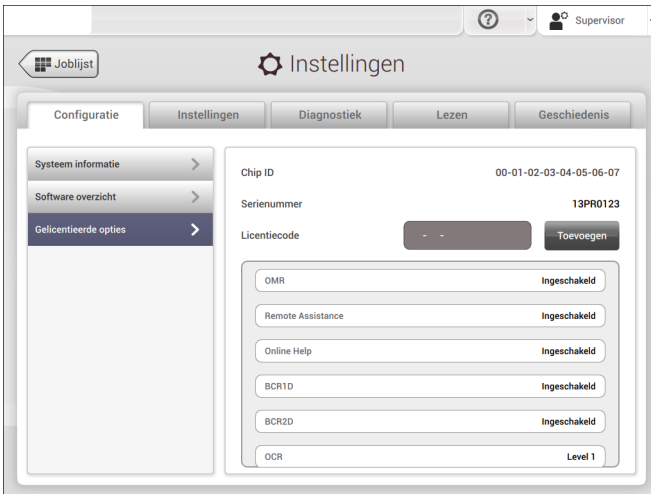 ? Supervisor
Joblijst Instellingen
Configuratie Instellingen Diagnostiek Lezen Geschiedenis
Systeem informatie
Software overzicht
Gelicentieerde opties
Chip ID 00-01-02-03-04-05-06-07
Serienummer 13PR0123
Licentiecode - - Toevoegen
OMR Ingeschakeld
Remote Assistance Ingeschakeld
Online Help Ingeschakeld
BCR1D Ingeschakeld
BCR2D Ingeschakeld
OCR Level 1